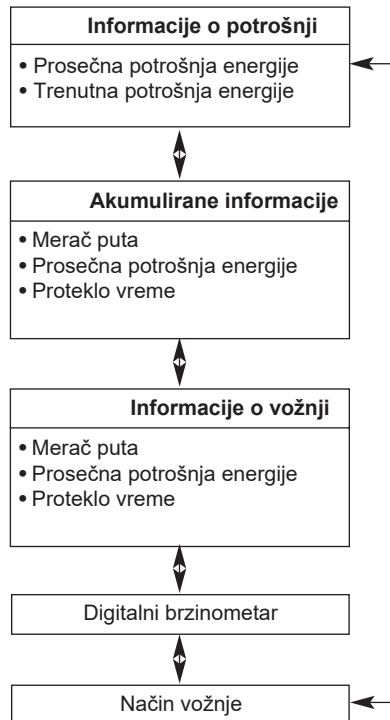 Informacije o potrošnji
• Prosečna potrošnja energije
• Trenutna potrošnja energije
Akumulirane informacije
• Merač puta
• Prosečna potrošnja energije
• Proteklo vreme
Informacije o vožnji
• Merač puta
• Prosečna potrošnja energije
• Proteklo vreme
Digitalni brzinometar
Način vožnje